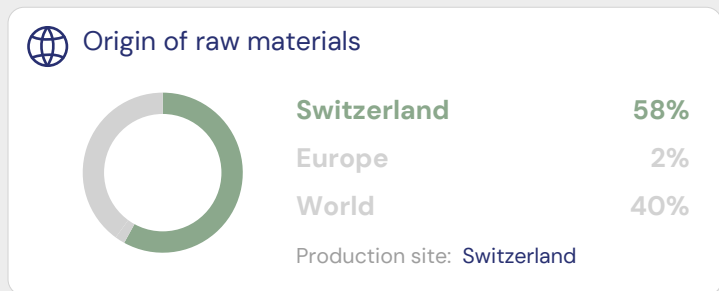 Origin of raw materials
Switzerland 58%
Europe 2%
World 40%
Production site: Switzerland